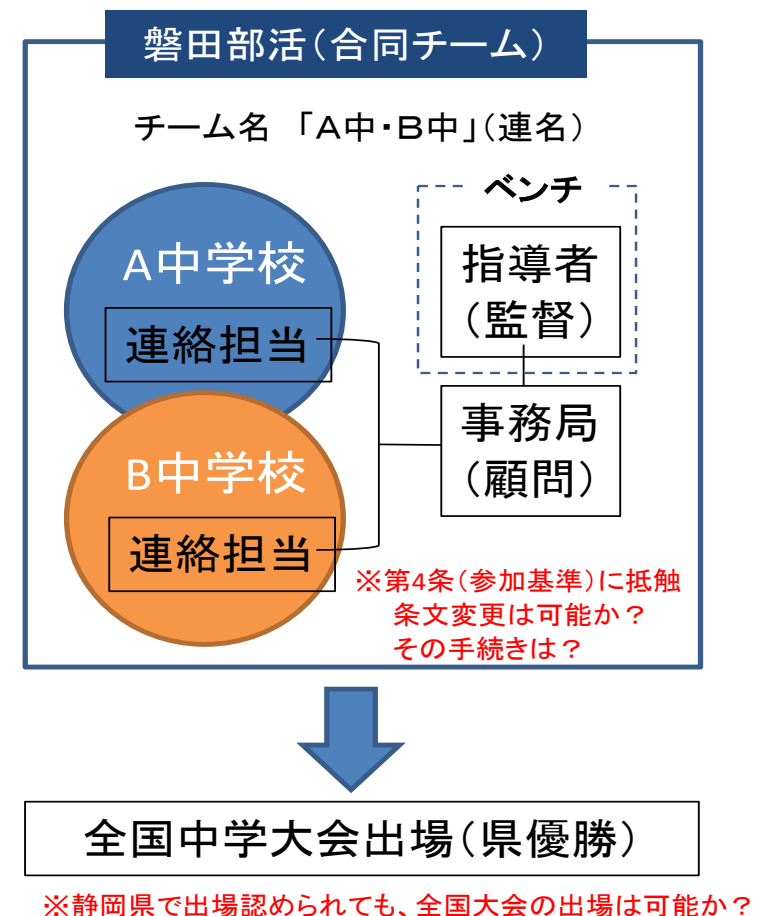 磐田部活（合同チーム）
チーム名 「A中・B中」（連名）
ベンチ
A中学校
連絡担当
指導者
（監督）
B中学校
連絡担当
事務局
（顧問）
※第4条（参加基準）に抵触
条文変更は可能か？
その手続きは？
全国中学大会出場（県優勝）
※静岡県で出場認められても、全国大会の出場は可能か？